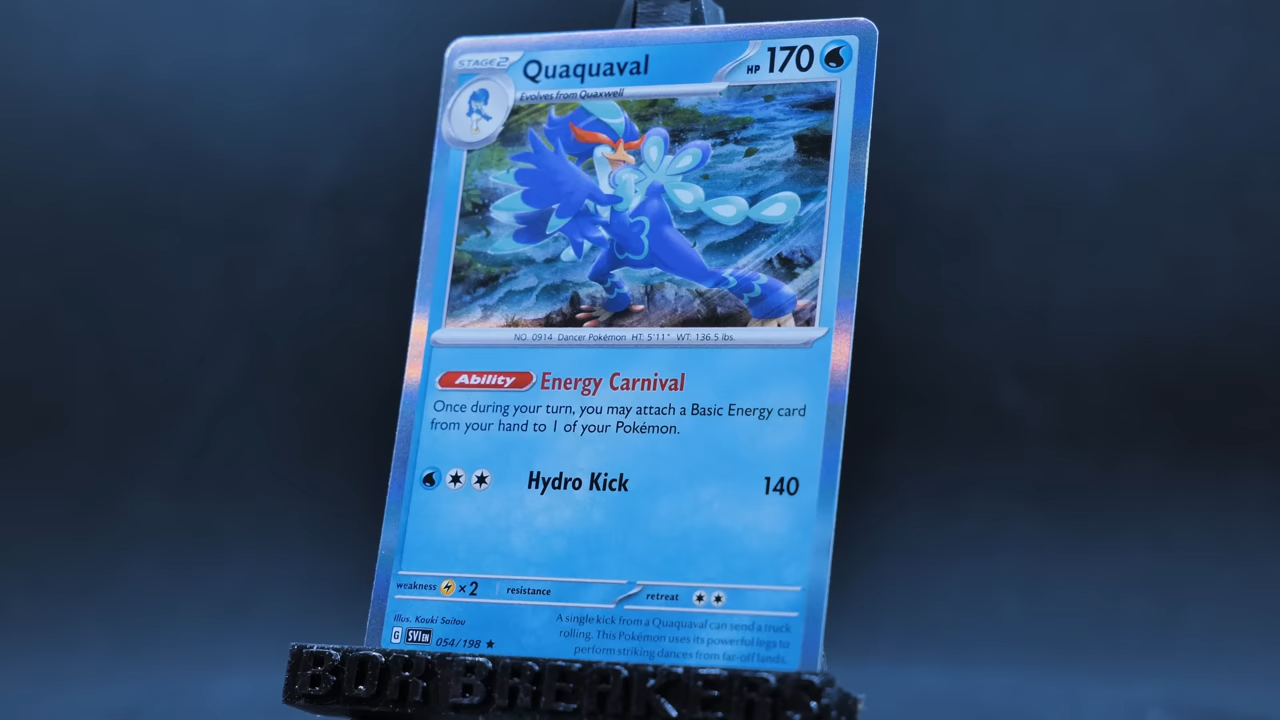 STAGE2
Quaquaval
HP 170
Evolves from Quaxwell
NO. 0914 Dancer Pokémon HT: 5'11" WT: 136.5 lbs.
Ability Energy Carnival
Once during your turn, you may attach a Basic Energy card
from your hand to 1 of your Pokémon.
Hydro Kick 140
weakness ×2 resistance retreat
Illus. Kouki Saitou
G SVI EN 054/198 ★
A single kick from a Quaquaval can send a truck
rolling. This Pokémon uses its powerful legs to
perform striking dances from far-off lands.
BOX BREAKERS